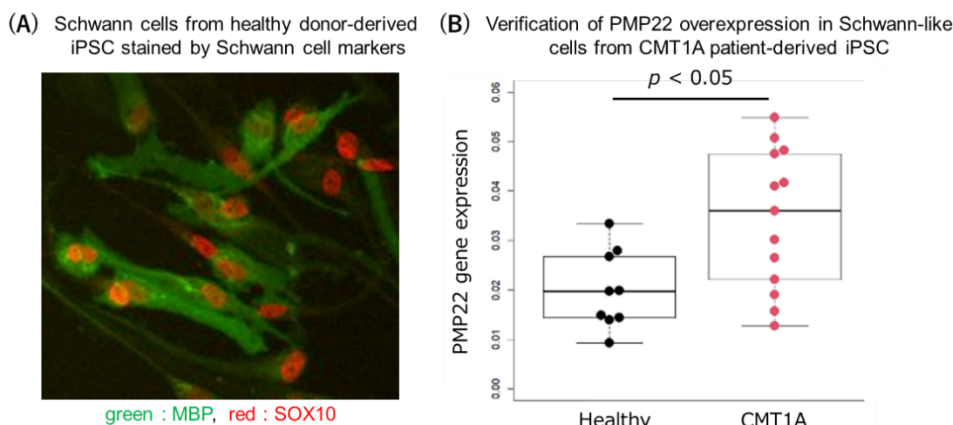 (A) Schwann cells from healthy donor-derived
iPSC stained by Schwann cell markers
green : MBP, red : SOX10
(B) Verification of PMP22 overexpression in Schwann-like
cells from CMT1A patient-derived iPSC
p < 0.05
PMP22 gene expression
0.06
0.05
0.04
0.03
0.02
0.01
0.00
Healthy
CMT1A